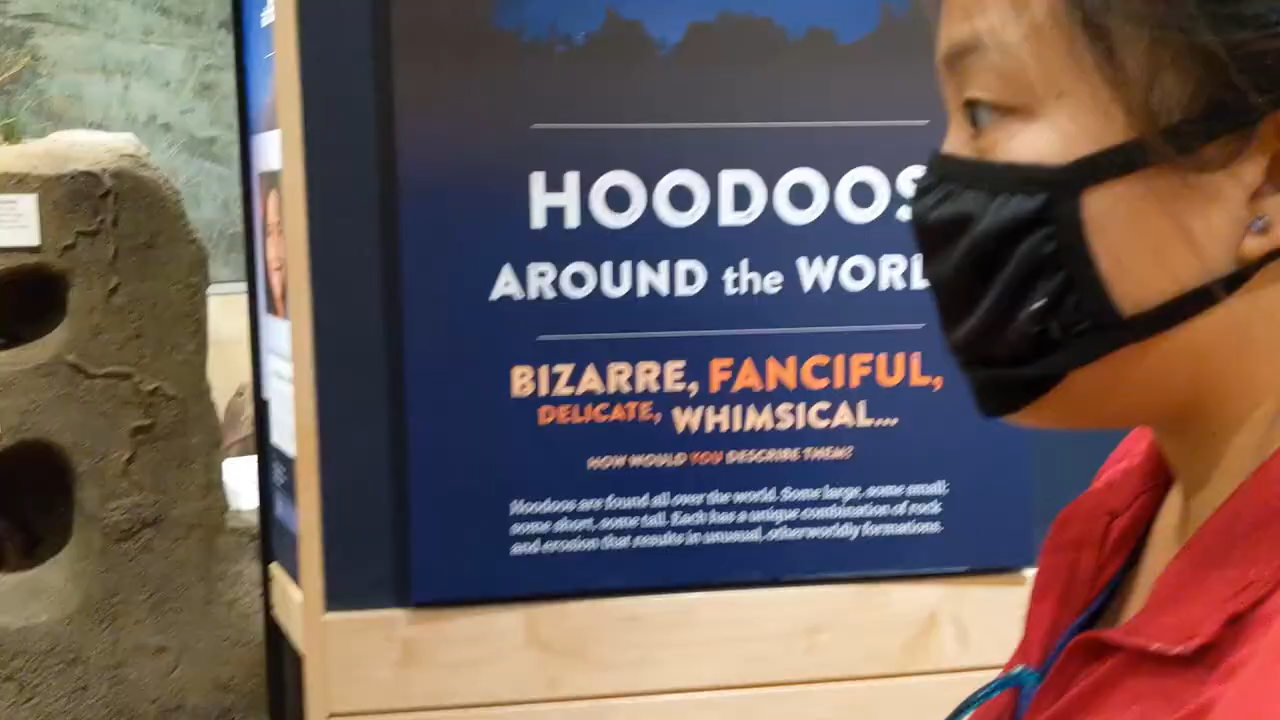 HOODOOS
AROUND the WORL
BIZARRE, FANCIFUL,
DELICATE, WHIMSICAL...
HOW WOULD YOU DESCRIBE THEM?
Hoodoos are found all over the world. Some large, some small;
some short, some tall. Each has a unique combination of rock
and erosion that results in unusual, otherworldly formations.